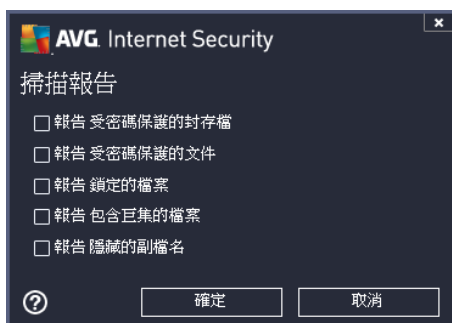 AVG. Internet Security
掃描報告
報告 受密碼保護的封存檔
報告 受密碼保護的文件
報告 鎖定的檔案
報告 包含巨集的檔案
報告 隱藏的副檔名
確定
取消